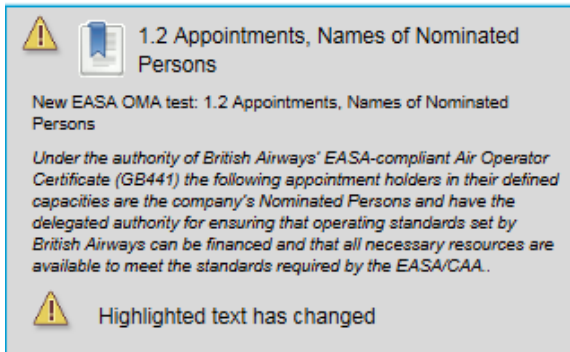 1.2 Appointments, Names of Nominated
Persons
New EASA OMA test: 1.2 Appointments, Names of Nominated
Persons
Under the authority of British Airways' EASA-compliant Air Operator
Certificate (GB441) the following appointment holders in their defined
capacities are the company's Nominated Persons and have the
delegated authority for ensuring that operating standards set by
British Airways can be financed and that all necessary resources are
available to meet the standards required by the EASA/CAA..
Highlighted text has changed